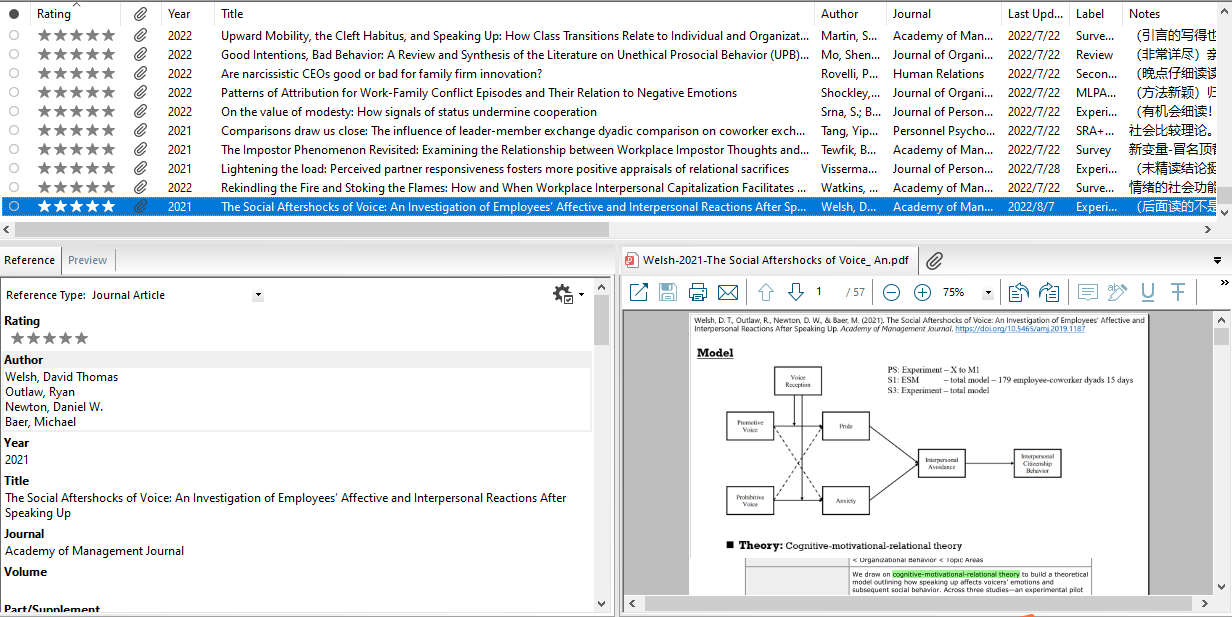 Rating Year Title Author Journal Last Upd... Label Notes
2022 Upward Mobility, the Cleft Habitus, and Speaking Up: How Class Transitions Relate to Individual and Organizat... Martin, S... Academy of Man... 2022/7/22 Surve... （引言的写得也
2022 Good Intentions, Bad Behavior: A Review and Synthesis of the Literature on Unethical Prosocial Behavior (UPB)... Mo, Shen... Journal of Organi... 2022/7/22 Review （非常详尽）亲
2022 Are narcissistic CEOs good or bad for family firm innovation? Rovelli, P... Human Relations 2022/7/22 Secon... （晚点仔细读读
2022 Patterns of Attribution for Work-Family Conflict Episodes and Their Relation to Negative Emotions Shockley,... Journal of Organi... 2022/7/22 MLPA... （方法新颖）归
2022 On the value of modesty: How signals of status undermine cooperation Srna, S.; B... Journal of Person... 2022/7/22 Experi... （有机会细读！
2021 Comparisons draw us close: The influence of leader-member exchange dyadic comparison on coworker exch... Tang, Yip... Personnel Psycho... 2022/7/22 SRA+... 社会比较理论。
2021 The Impostor Phenomenon Revisited: Examining the Relationship between Workplace Impostor Thoughts and... Tewfik, B... Academy of Man... 2022/7/22 Survey 新变量-冒名顶替
2021 Lightening the load: Perceived partner responsiveness fosters more positive appraisals of relational sacrifices Visserma... Journal of Person... 2022/7/28 Experi... （未精读结论挺
2022 Rekindling the Fire and Stoking the Flames: How and When Workplace Interpersonal Capitalization Facilitates ... Watkins, ... Academy of Man... 2022/7/22 Surve... 情绪的社会功能
2021 The Social Aftershocks of Voice: An Investigation of Employees' Affective and Interpersonal Reactions After Sp... Welsh, D... Academy of Man... 2022/8/7 Experi... （后面读的不是
Reference Preview
Reference Type: Journal Article
Rating
Author
Welsh, David Thomas
Outlaw, Ryan
Newton, Daniel W.
Baer, Michael
Year
2021
Title
The Social Aftershocks of Voice: An Investigation of Employees' Affective and Interpersonal Reactions After
Speaking Up
Journal
Academy of Management Journal
Volume
Part/Supplement
Welsh-2021-The Social Aftershocks of Voice_ An.pdf
1 / 57 75%
Welsh, D. T., Outlaw, R., Newton, D. W., & Baer, M. (2021). The Social Aftershocks of Voice: An Investigation of Employees' Affective and
Interpersonal Reactions After Speaking Up. Academy of Management Journal. https://doi.org/10.5465/amj.2019.1187
Model
PS: Experiment – X to M1
S1: ESM – total model – 179 employee-coworker dyads 15 days
S3: Experiment – total model
Voice
Reception
Promotive
Voice
Pride
Interpersonal
Avoidance
Interpersonal
Citizenship
Behavior
Prohibitive
Voice
Anxiety
■ Theory: Cognitive-motivational-relational theory
< Organizational Behavior < Topic Areas
We draw on cognitive-motivational-relational theory to build a theoretical
model outlining how speaking up affects voicers' emotions and
subsequent social behavior. Across three studies—an experimental pilot